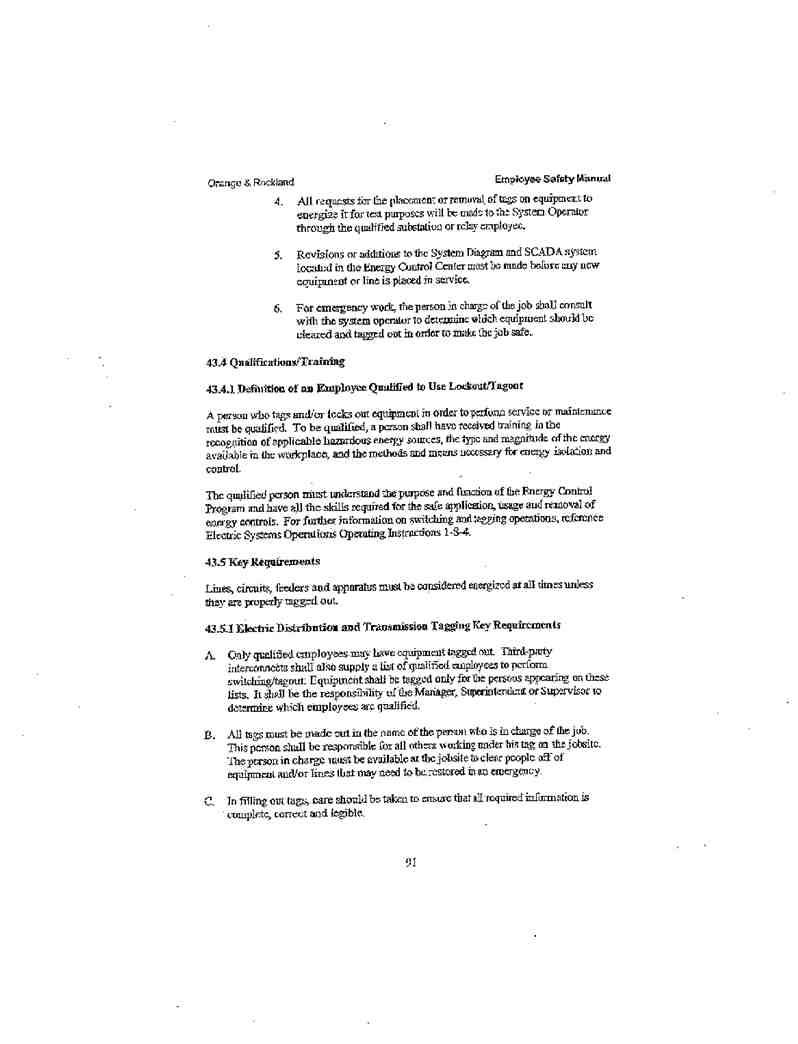 Orange & Rockland
Employee Safety Manual
4. All requests for the placement or removal of tags on equipment to
energize it for test purposes will be made to the System Operator
through the qualified substation or relay employee.
5. Revisions or additions to the System Diagram and SCADA system
located in the Energy Control Center must be made before any new
equipment or line is placed in service.
6. For emergency work, the person in charge of the job shall consult
with the system operator to determine which equipment should be
cleared and tagged out in order to make the job safe.
43.4 Qualifications/Training
43.4.1 Definition of an Employee Qualified to Use Lockout/Tagout
A person who tags and/or locks out equipment in order to perform service or maintenance
must be qualified. To be qualified, a person shall have received training in the
recognition of applicable hazardous energy sources, the type and magnitude of the energy
available in the workplace, and the methods and means necessary for energy isolation and
control.
The qualified person must understand the purpose and function of the Energy Control
Program and have all the skills required for the safe application, usage and removal of
energy controls. For further information on switching and tagging operations, reference
Electric Systems Operations Operating Instructions 1-8-4.
43.5 Key Requirements
Lines, circuits, feeders and apparatus must be considered energized at all times unless
they are properly tagged out.
43.5.1 Electric Distribution and Transmission Tagging Key Requirements
A. Only qualified employees may have equipment tagged out. Third-party
interconnects shall also supply a list of qualified employees to perform
switching/tagout. Equipment shall be tagged only for the persons appearing on these
lists. It shall be the responsibility of the Manager, Superintendent or Supervisor to
determine which employees are qualified.
B. All tags must be made out in the name of the person who is in charge of the job.
This person shall be responsible for all others working under his tag on the jobsite.
The person in charge must be available at the jobsite to clear people off of
equipment and/or lines that may need to be restored in an emergency.
C. In filling out tags, care should be taken to ensure that all required information is
complete, correct and legible.
91